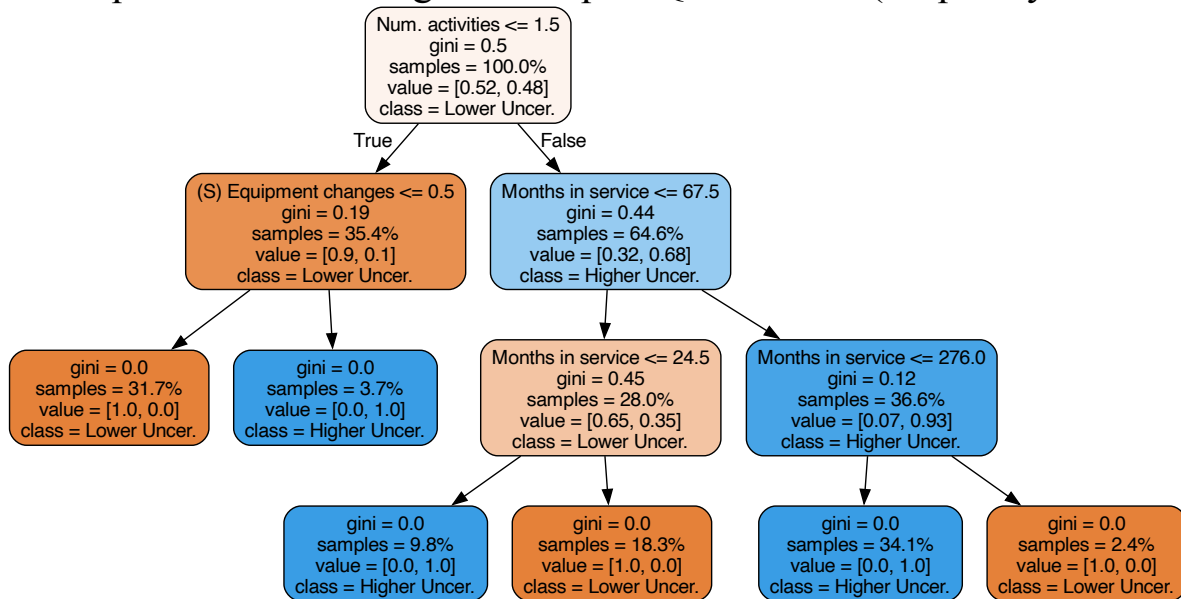 Num. activities <= 1.5
gini = 0.5
samples = 100.0%
value = [0.52, 0.48]
class = Lower Uncer.
True
False
(S) Equipment changes <= 0.5
gini = 0.19
samples = 35.4%
value = [0.9, 0.1]
class = Lower Uncer.
Months in service <= 67.5
gini = 0.44
samples = 64.6%
value = [0.32, 0.68]
class = Higher Uncer.
gini = 0.0
samples = 31.7%
value = [1.0, 0.0]
class = Lower Uncer.
gini = 0.0
samples = 3.7%
value = [0.0, 1.0]
class = Higher Uncer.
Months in service <= 24.5
gini = 0.45
samples = 28.0%
value = [0.65, 0.35]
class = Lower Uncer.
Months in service <= 276.0
gini = 0.12
samples = 36.6%
value = [0.07, 0.93]
class = Higher Uncer.
gini = 0.0
samples = 9.8%
value = [0.0, 1.0]
class = Higher Uncer.
gini = 0.0
samples = 18.3%
value = [1.0, 0.0]
class = Lower Uncer.
gini = 0.0
samples = 34.1%
value = [0.0, 1.0]
class = Higher Uncer.
gini = 0.0
samples = 2.4%
value = [1.0, 0.0]
class = Lower Uncer.